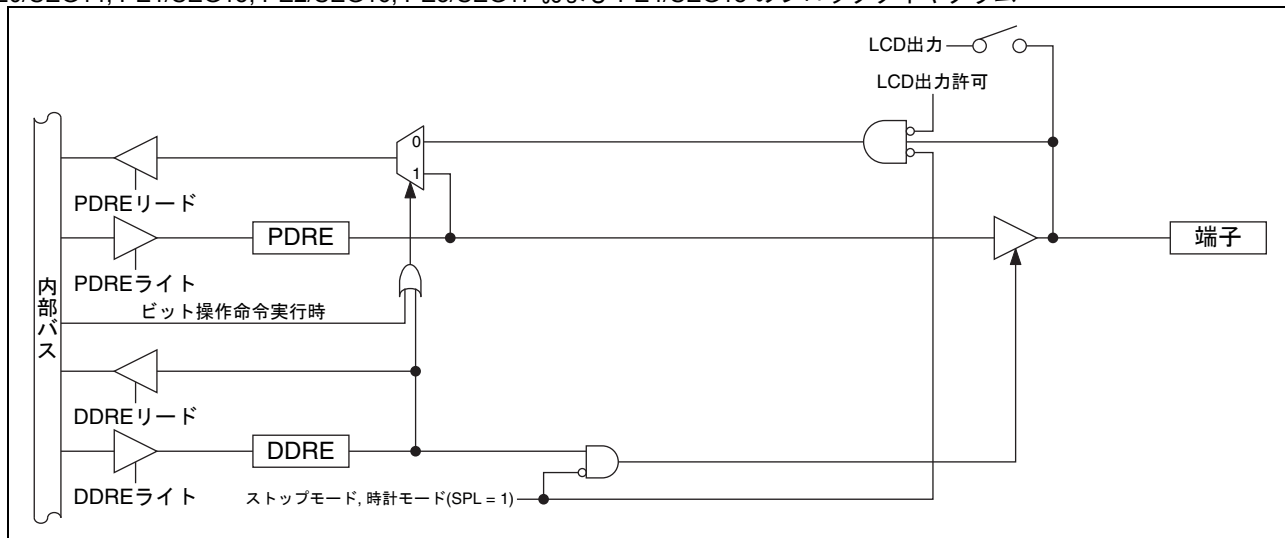 LCD出力
LCD出力許可
0
1
PDREリード
PDRE
端子
PDREライト
内部バス
ビット操作命令実行時
DDREリード
DDRE
DDREライト
ストップモード, 時計モード(SPL = 1)